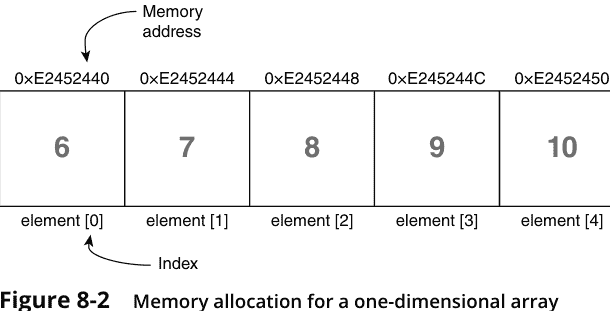 Memory
address
0×E2452440 0×E2452444 0×E2452448 0×E245244C 0×E2452450
6 7 8 9 10
element [0] element [1] element [2] element [3] element [4]
Index
Figure 8-2 Memory allocation for a one-dimensional array